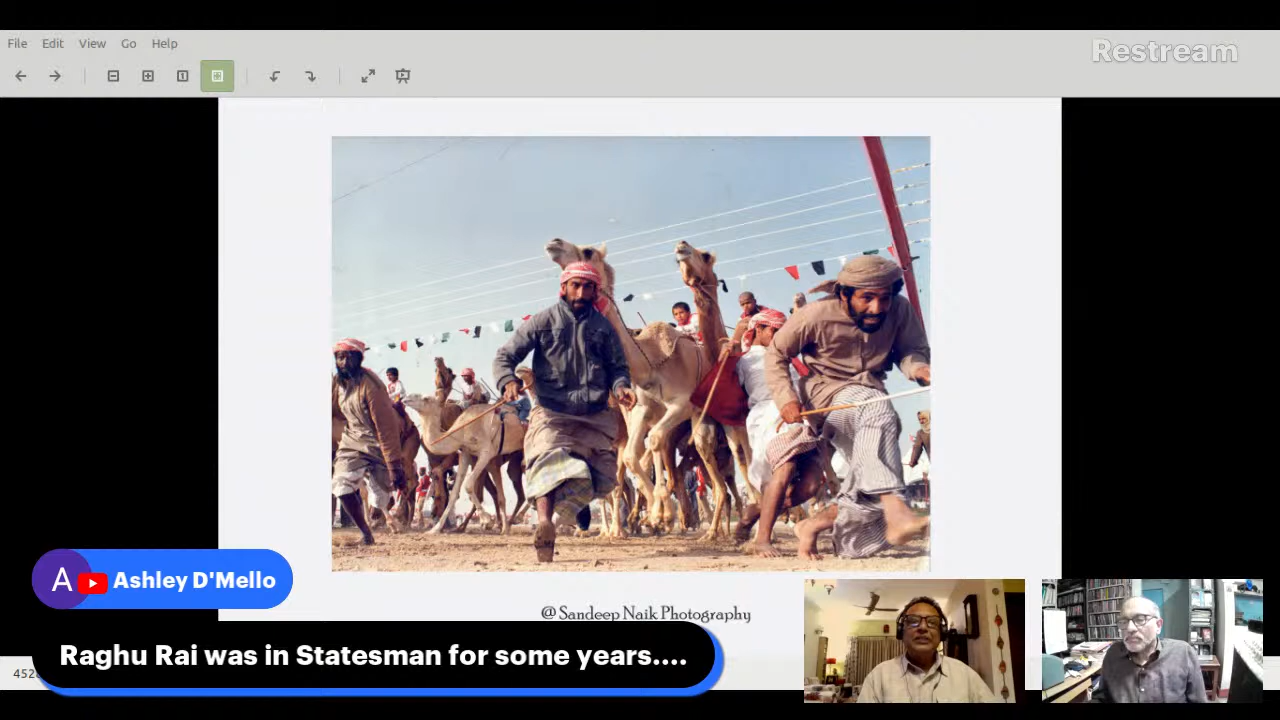 File Edit View Go Help
Restream
@ Sandeep Naik Photography
A Ashley D'Mello
Raghu Rai was in Statesman for some years....
452